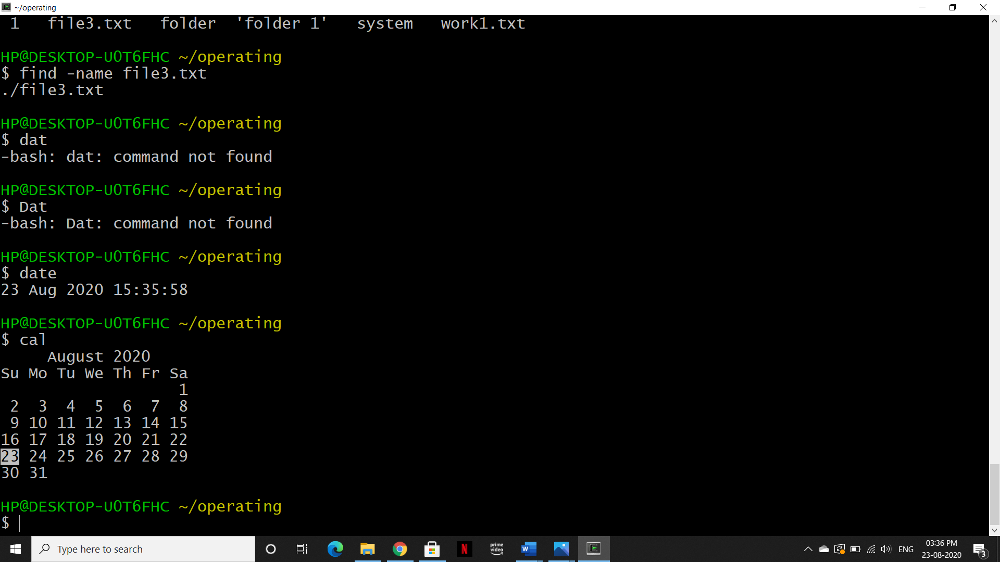 ~/operating
1 file3.txt folder 'folder 1' system work1.txt
HP@DESKTOP-U0T6FHC ~/operating
$ find -name file3.txt
./file3.txt
HP@DESKTOP-U0T6FHC ~/operating
$ dat
-bash: dat: command not found
HP@DESKTOP-U0T6FHC ~/operating
$ Dat
-bash: Dat: command not found
HP@DESKTOP-U0T6FHC ~/operating
$ date
23 Aug 2020 15:35:58
HP@DESKTOP-U0T6FHC ~/operating
$ cal
August 2020
Su Mo Tu We Th Fr Sa
1
2 3 4 5 6 7 8
9 10 11 12 13 14 15
16 17 18 19 20 21 22
23 24 25 26 27 28 29
30 31
HP@DESKTOP-U0T6FHC ~/operating
$
Type here to search
N
prime video
W
ENG
03:36 PM
23-08-2020
3